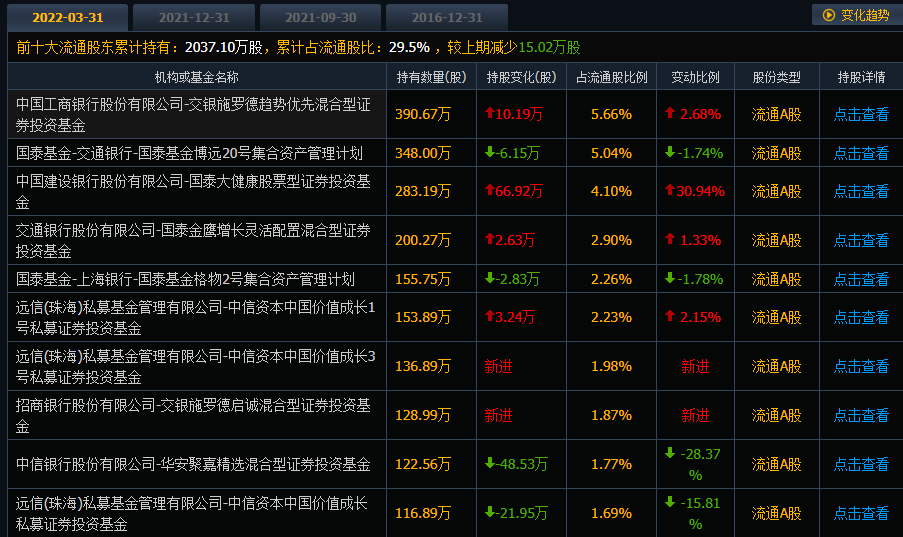 2022-03-31 2021-12-31 2021-09-30 2016-12-31 变化趋势
前十大流通股东累计持有：2037.10万股，累计占流通股比：29.5% ，较上期减少15.02万股
机构或基金名称 持有数量(股) 持股变化(股) 占流通股比例 变动比例 股份类型 持股详情
中国工商银行股份有限公司-交银施罗德趋势优先混合型证
券投资基金
390.67万 10.19万 5.66% 2.68% 流通A股 点击查看
国泰基金-交通银行-国泰基金博远20号集合资产管理计划 348.00万 -6.15万 5.04% -1.74% 流通A股 点击查看
中国建设银行股份有限公司-国泰大健康股票型证券投资基
金
283.19万 66.92万 4.10% 30.94% 流通A股 点击查看
交通银行股份有限公司-国泰金鹰增长灵活配置混合型证券
投资基金
200.27万 2.63万 2.90% 1.33% 流通A股 点击查看
国泰基金-上海银行-国泰基金格物2号集合资产管理计划 155.75万 -2.83万 2.26% -1.78% 流通A股 点击查看
远信(珠海)私募基金管理有限公司-中信资本中国价值成长1
号私募证券投资基金
153.89万 3.24万 2.23% 2.15% 流通A股 点击查看
远信(珠海)私募基金管理有限公司-中信资本中国价值成长3
号私募证券投资基金
136.89万 新进 1.98% 新进 流通A股 点击查看
招商银行股份有限公司-交银施罗德启诚混合型证券投资基
金
128.99万 新进 1.87% 新进 流通A股 点击查看
中信银行股份有限公司-华安聚嘉精选混合型证券投资基金 122.56万 -48.53万 1.77% -28.37
% 流通A股 点击查看
远信(珠海)私募基金管理有限公司-中信资本中国价值成长
私募证券投资基金
116.89万 -21.95万 1.69% -15.81
% 流通A股 点击查看